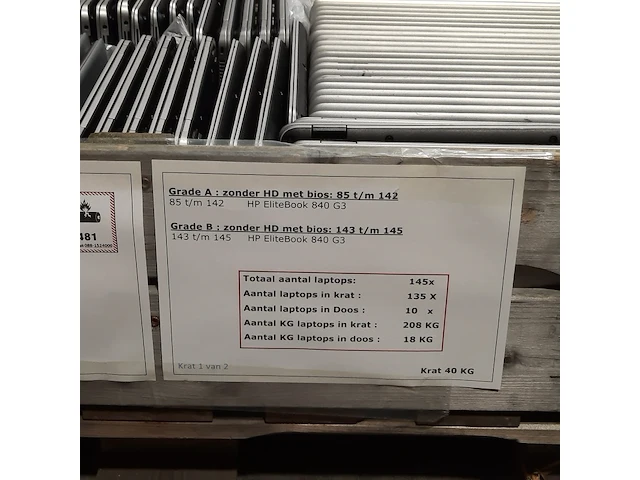 Grade A : zonder HD met bios: 85 t/m 142
85 t/m 142 HP EliteBook 840 G3
Grade B : zonder HD met bios: 143 t/m 145
143 t/m 145 HP EliteBook 840 G3
Totaal aantal laptops: 145x
Aantal laptops in krat : 135 X
Aantal laptops in Doos : 10 x
Aantal KG laptops in krat : 208 KG
Aantal KG laptops in doos : 18 KG
Krat 1 van 2
Krat 40 KG
481